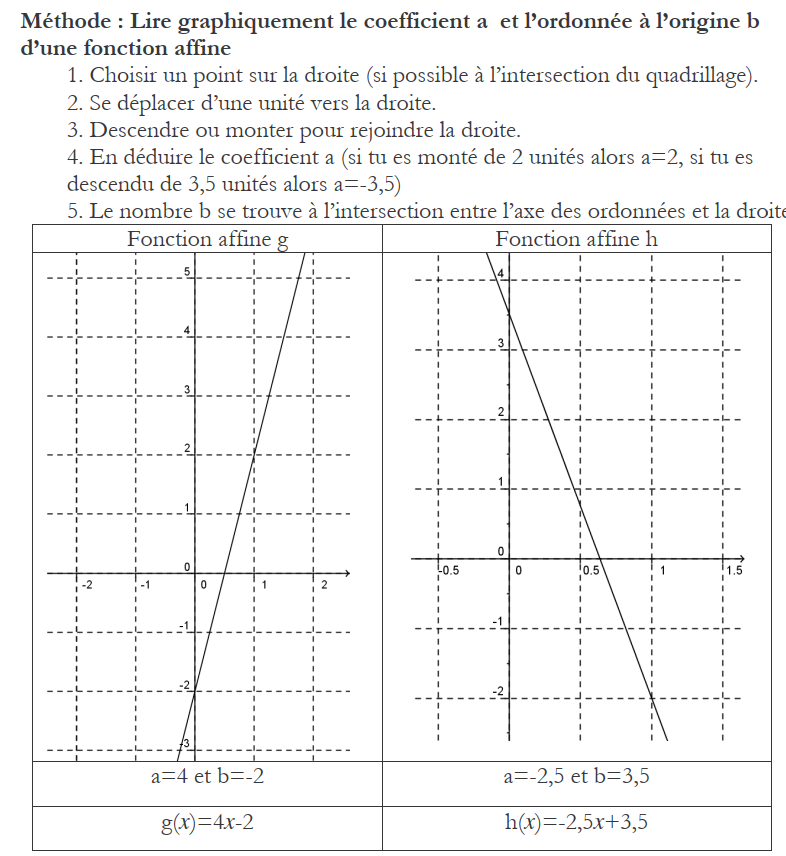 Méthode : Lire graphiquement le coefficient a et l'ordonnée à l'origine b
d'une fonction affine
1. Choisir un point sur la droite (si possible à l'intersection du quadrillage).
2. Se déplacer d'une unité vers la droite.
3. Descendre ou monter pour rejoindre la droite.
4. En déduire le coefficient a (si tu es monté de 2 unités alors a=2, si tu es
descendu de 3,5 unités alors a=-3,5)
5. Le nombre b se trouve à l'intersection entre l'axe des ordonnées et la droite
Fonction affine g
5
4
3
2
1
0
-2 -1 0 1 2
-1
-2
-3
a=4 et b=-2
g(x)=4x-2
Fonction affine h
4
3
2
1
0
-0.5 0 0.5 1 1.5
-1
-2
a=-2,5 et b=3,5
h(x)=-2,5x+3,5